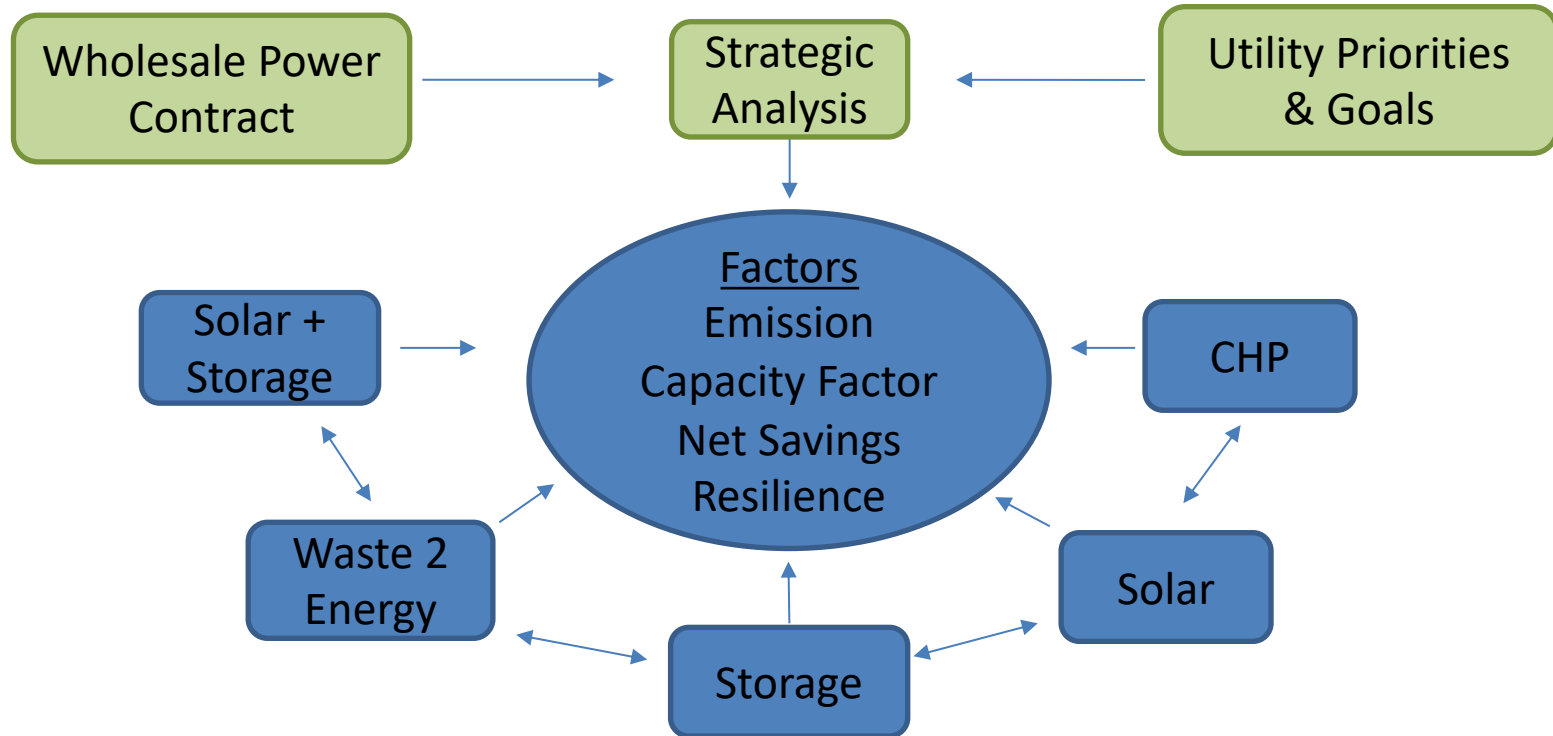 Wholesale Power
Contract
Strategic
Analysis
Utility Priorities
& Goals
Factors
Emission
Capacity Factor
Net Savings
Resilience
Solar +
Storage
CHP
Waste 2
Energy
Solar
Storage